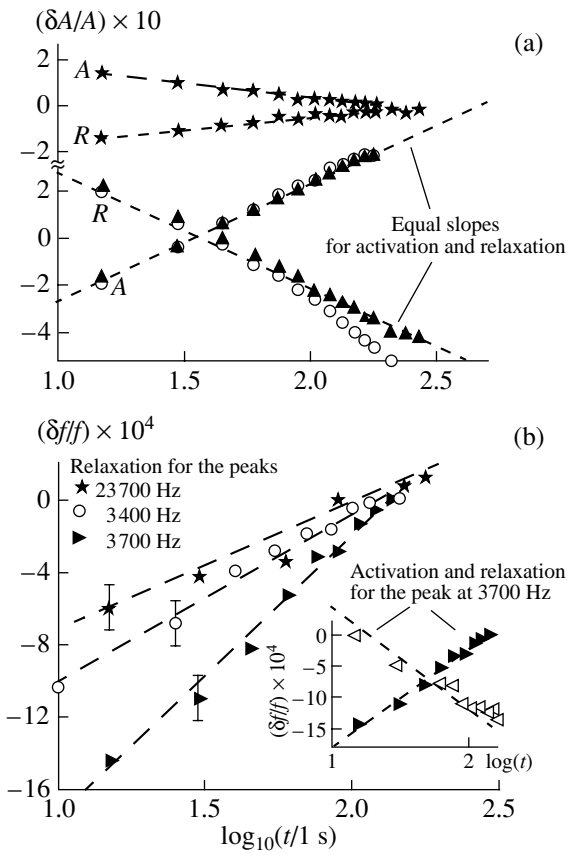 (δA/A) × 10
(a)
2
0
−2
2
0
−2
−4
A
R
R
A
Equal slopes
for activation and relaxation
1.0 1.5 2.0 2.5
(δf/f) × 10⁴
(b)
Relaxation for the peaks
23700 Hz
3400 Hz
3700 Hz
0
−4
−8
−12
−16
Activation and relaxation
for the peak at 3700 Hz
(δf/f) × 10⁴
0
−5
−10
−15
1 2 log(t)
1.0 1.5 2.0 2.5
log₁₀(t/1 s)